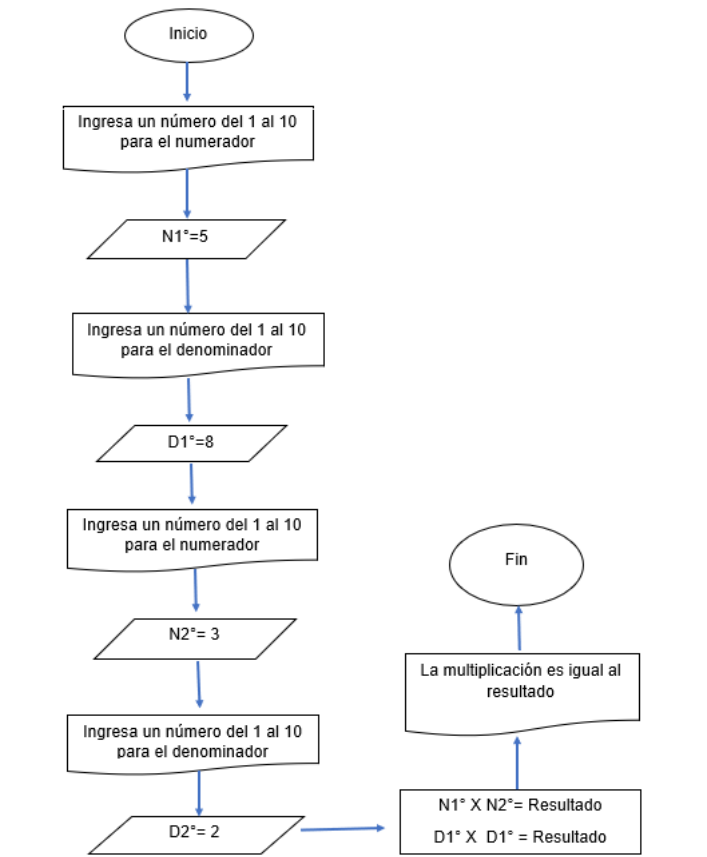 Inicio
Ingresa un número del 1 al 10
para el numerador
N1°=5
Ingresa un número del 1 al 10
para el denominador
D1°=8
Ingresa un número del 1 al 10
para el numerador
N2°= 3
Ingresa un número del 1 al 10
para el denominador
D2°= 2
N1° X N2°= Resultado
D1° X D1° = Resultado
La multiplicación es igual al
resultado
Fin